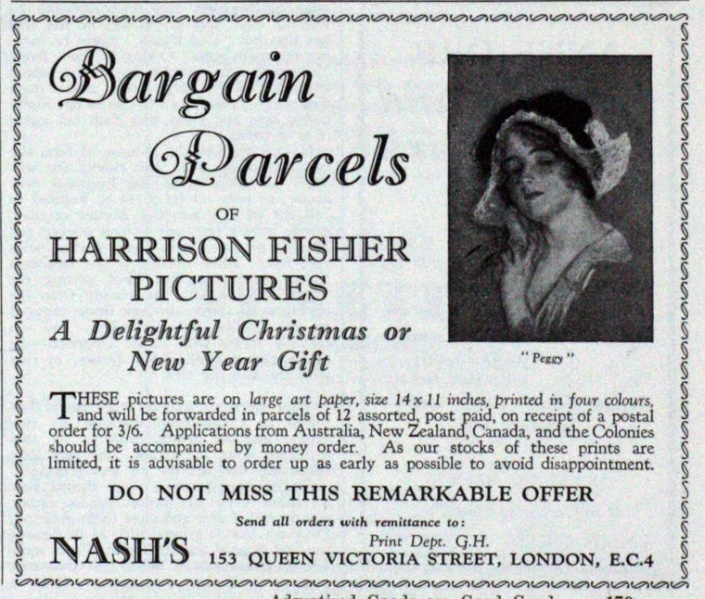 Bargain
Parcels
OF
HARRISON FISHER
PICTURES
A Delightful Christmas or
New Year Gift
"Peggy"
THESE pictures are on large art paper, size 14 x 11 inches, printed in four colours,
and will be forwarded in parcels of 12 assorted, post paid, on receipt of a postal
order for 3/6. Applications from Australia, New Zealand, Canada, and the Colonies
should be accompanied by money order. As our stocks of these prints are
limited, it is advisable to order up as early as possible to avoid disappointment.
DO NOT MISS THIS REMARKABLE OFFER
Send all orders with remittance to:
Print Dept. G.H.
NASH'S 153 QUEEN VICTORIA STREET, LONDON, E.C.4